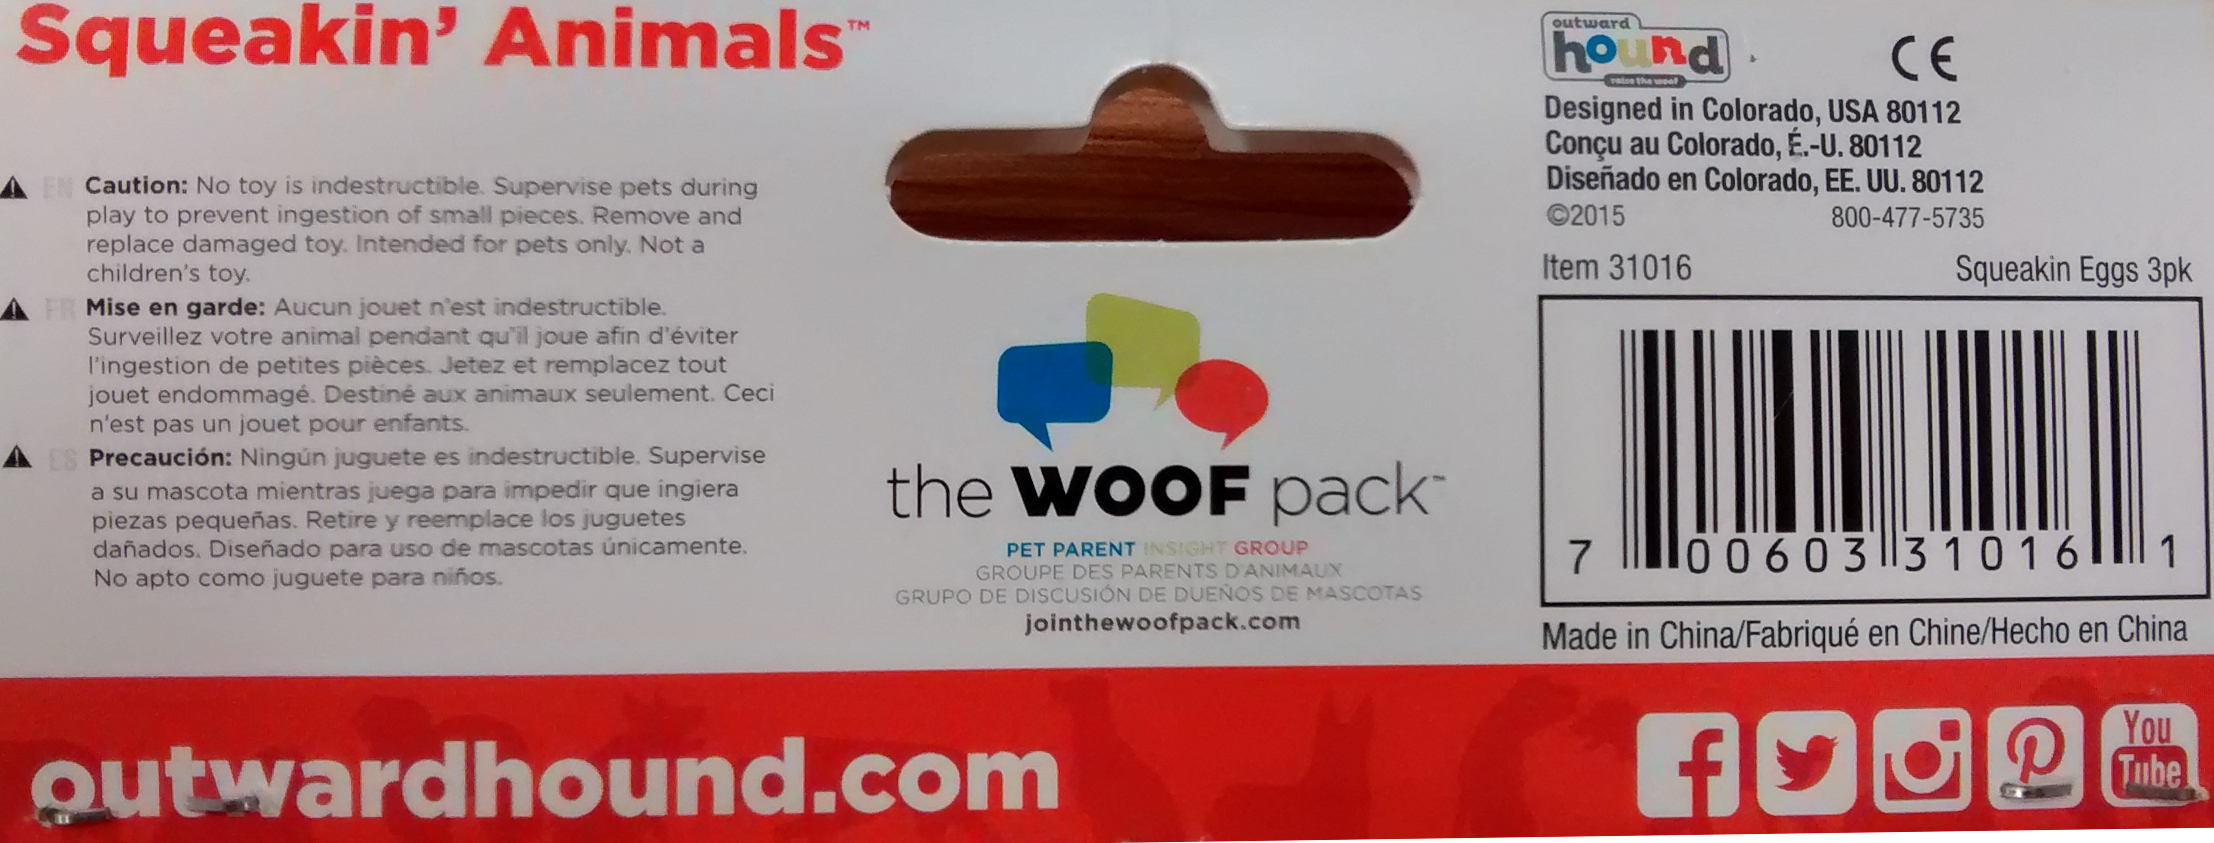 Squeakin' Animals™
EN Caution: No toy is indestructible. Supervise pets during
play to prevent ingestion of small pieces. Remove and
replace damaged toy. Intended for pets only. Not a
children's toy.
FR Mise en garde: Aucun jouet n'est indestructible.
Surveillez votre animal pendant qu'il joue afin d'éviter
l'ingestion de petites pièces. Jetez et remplacez tout
jouet endommagé. Destiné aux animaux seulement. Ceci
n'est pas un jouet pour enfants.
ES Precaución: Ningún juguete es indestructible. Supervise
a su mascota mientras juega para impedir que ingiera
piezas pequeñas. Retire y reemplace los juguetes
dañados. Diseñado para uso de mascotas únicamente.
No apto como juguete para niños.
the WOOF pack™
PET PARENT INSIGHT GROUP
GROUPE DES PARENTS D'ANIMAUX
GRUPO DE DISCUSIÓN DE DUEÑOS DE MASCOTAS
jointhewoofpack.com
outward
hound
raise the woof
CE
Designed in Colorado, USA 80112
Conçu au Colorado, É.-U. 80112
Diseñado en Colorado, EE. UU. 80112
©2015 800-477-5735
Item 31016 Squeakin Eggs 3pk
7 00603 31016 1
Made in China/Fabriqué en Chine/Hecho en China
outwardhound.com
You
Tube